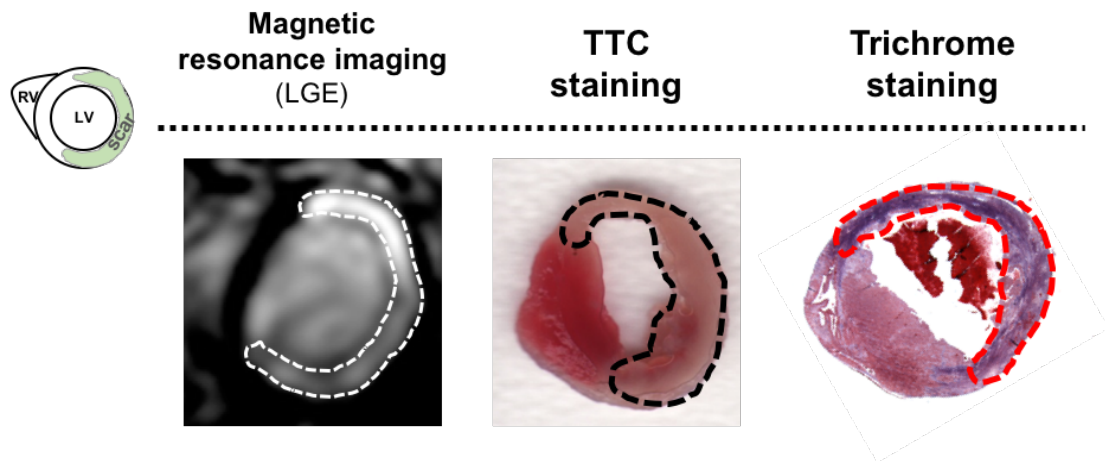 Magnetic
resonance imaging
(LGE)
TTC
staining
Trichrome
staining
RV
LV
scar